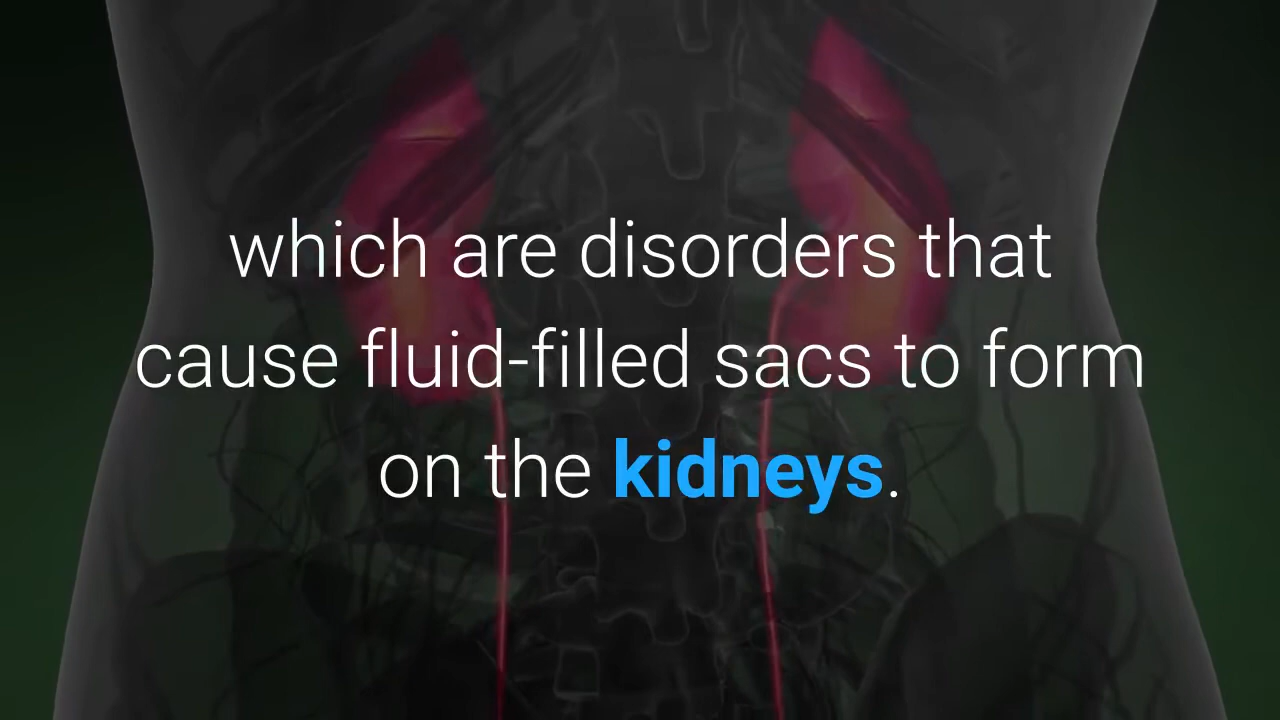 which are disorders that
cause fluid-filled sacs to form
on the kidneys.